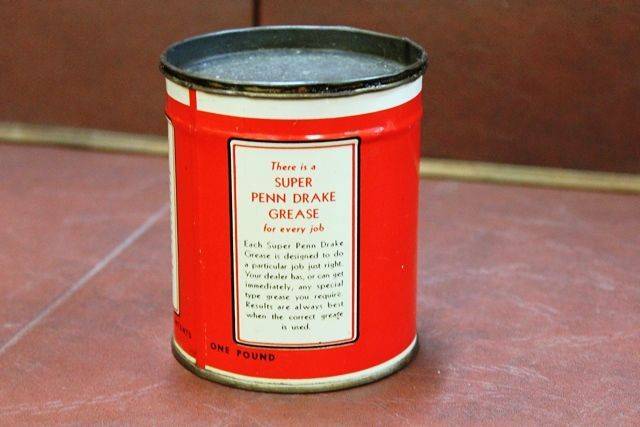 There is a
SUPER
PENN DRAKE
GREASE
for every job
Each Super Penn Drake
Grease is designed to do
a particular job just right.
Your dealer has, or can get
immediately, any special
type grease you require.
Results are always best
when the correct grease
is used.
ONE POUND